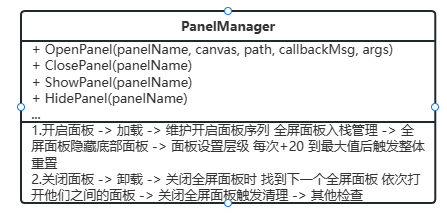 PanelManager
+ OpenPanel(panelName, canvas, path, callbackMsg, args)
+ ClosePanel(panelName)
+ ShowPanel(panelName)
+ HidePanel(panelName)
...
1.开启面板 -> 加载 -> 维护开启面板序列 全屏面板入栈管理 -> 全
屏面板隐藏底部面板 -> 面板设置层级 每次+20 到最大值后触发整体
重置
2.关闭面板 -> 卸载 -> 关闭全屏面板时 找到下一个全屏面板 依次打
开他们之间的面板 -> 关闭全屏面板触发清理 -> 其他检查